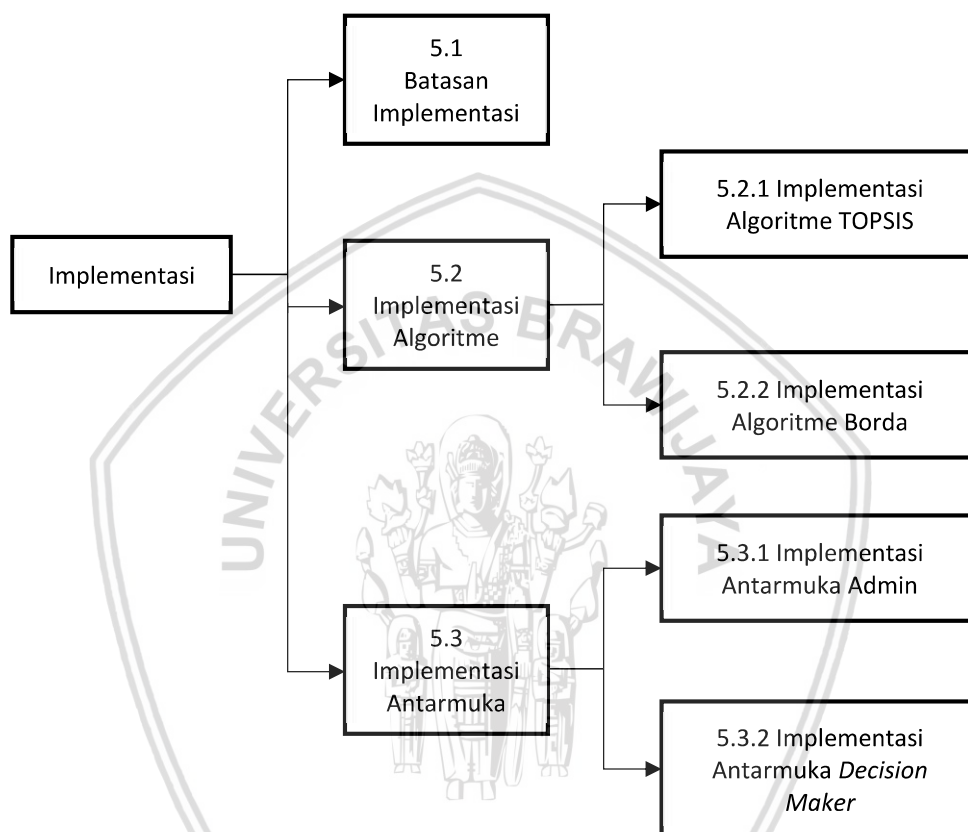 5.1
Batasan
Implementasi
5.2.1 Implementasi
Algoritme TOPSIS
Implementasi
5.2
Implementasi
Algoritme
5.2.2 Implementasi
Algoritme Borda
5.3.1 Implementasi
Antarmuka Admin
5.3
Implementasi
Antarmuka
5.3.2 Implementasi
Antarmuka Decision
Maker
UNIVERSITAS BRAWIJAYA